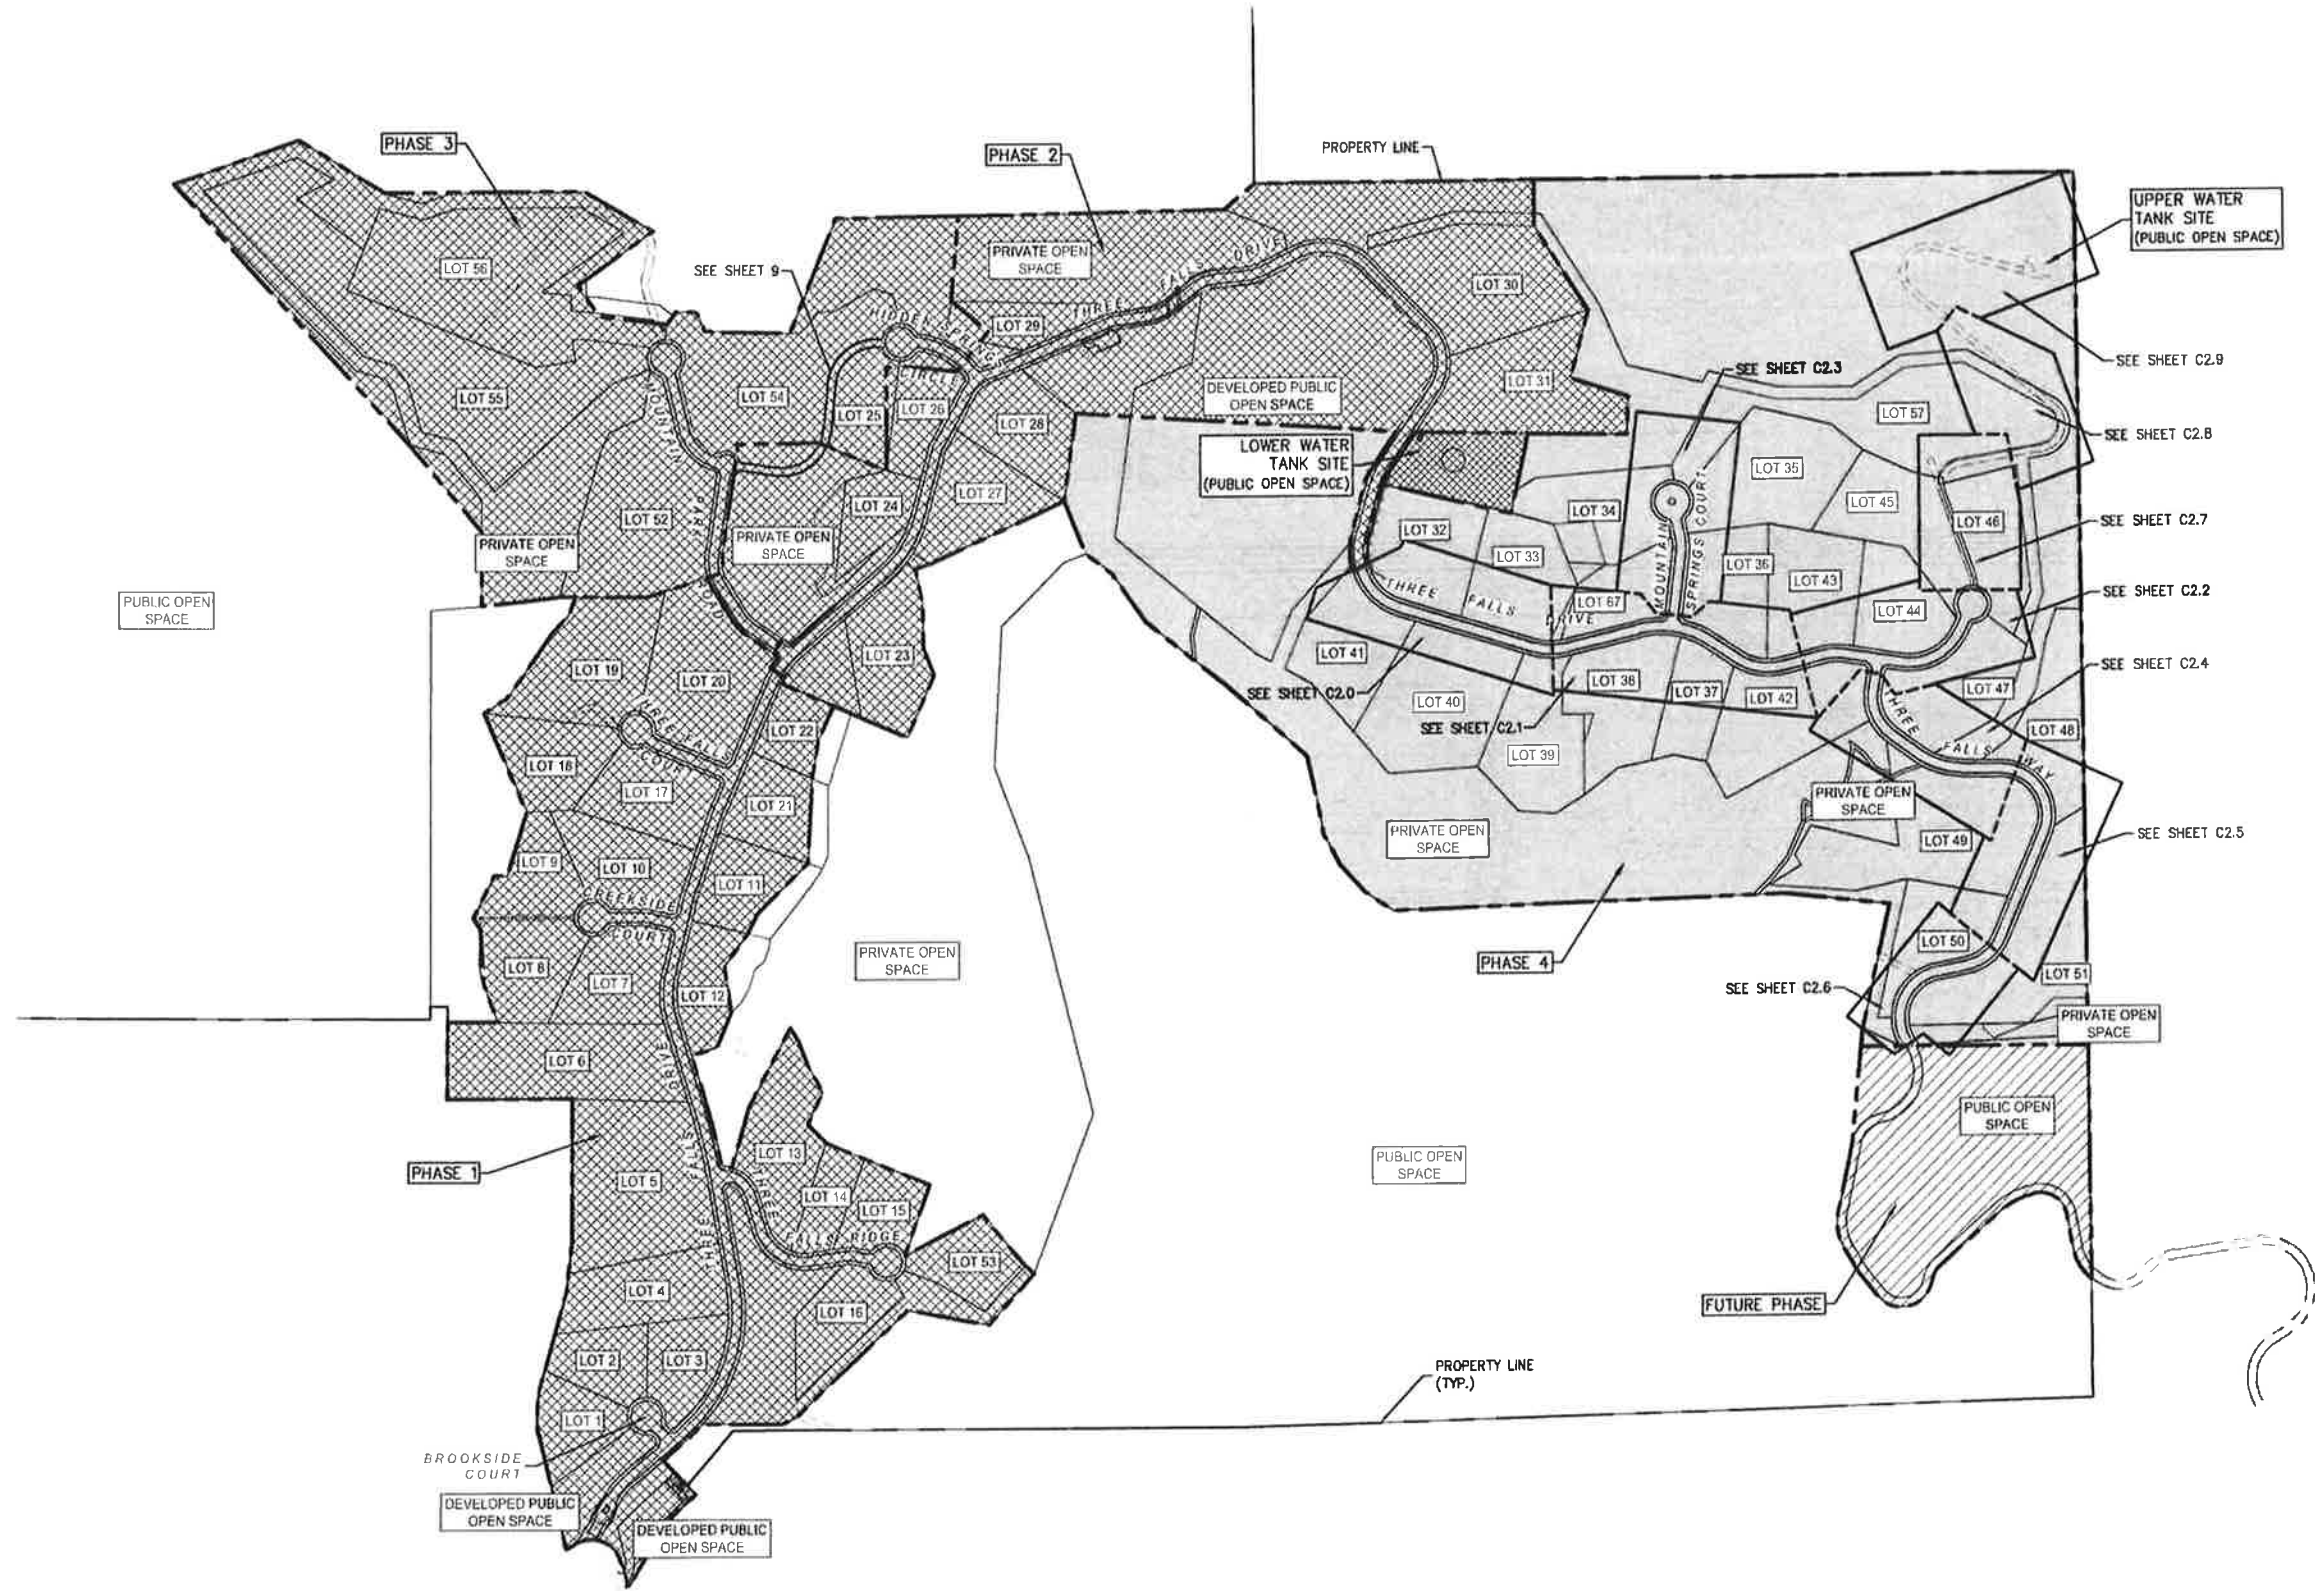 PHASE 3
PHASE 2
PROPERTY LINE
UPPER WATER
TANK SITE
(PUBLIC OPEN SPACE)
LOT 56
SEE SHEET 9
PRIVATE OPEN
SPACE
THREE FALLS DRIVE
LOT 30
HIDDEN SPRINGS
CIRCLE
LOT 29
SEE SHEET C2.9
SEE SHEET C2.3
LOT 55
LOT 54
LOT 25
LOT 26
LOT 28
DEVELOPED PUBLIC
OPEN SPACE
LOT 31
LOT 57
SEE SHEET C2.8
MOUNTAIN
PARK
ROAD
LOWER WATER
TANK SITE
(PUBLIC OPEN SPACE)
LOT 35
LOT 45
LOT 27
LOT 24
LOT 52
LOT 34
LOT 32
LOT 33
LOT 46
SEE SHEET C2.7
PRIVATE OPEN
SPACE
PRIVATE OPEN
SPACE
MOUNTAIN
SPRINGS COURT
LOT 36
LOT 43
LOT 44
SEE SHEET C2.2
PUBLIC OPEN
SPACE
THREE FALLS
DRIVE
LOT 67
LOT 19
LOT 20
LOT 23
LOT 41
SEE SHEET C2.0
LOT 40
LOT 38
LOT 37
LOT 42
SEE SHEET C2.4
LOT 47
LOT 48
SEE SHEET C2.1
LOT 39
THREE
FALLS
WAY
THREE FALLS
COURT
LOT 22
LOT 18
LOT 17
LOT 21
PRIVATE OPEN
SPACE
PRIVATE OPEN
SPACE
LOT 49
SEE SHEET C2.5
LOT 9
LOT 10
LOT 11
CREEKSIDE
COURT
LOT 8
LOT 7
LOT 12
PRIVATE OPEN
SPACE
PHASE 4
LOT 50
LOT 51
SEE SHEET C2.6
PRIVATE OPEN
SPACE
LOT 6
THREE
FALLS
DRIVE
PHASE 1
LOT 5
LOT 13
LOT 14
LOT 15
THREE
FALLS RIDGE
LOT 53
LOT 16
PUBLIC OPEN
SPACE
PUBLIC OPEN
SPACE
FUTURE PHASE
LOT 4
LOT 2
LOT 3
LOT 1
PROPERTY LINE
(TYP.)
BROOKSIDE
COURT
DEVELOPED PUBLIC
OPEN SPACE
DEVELOPED PUBLIC
OPEN SPACE